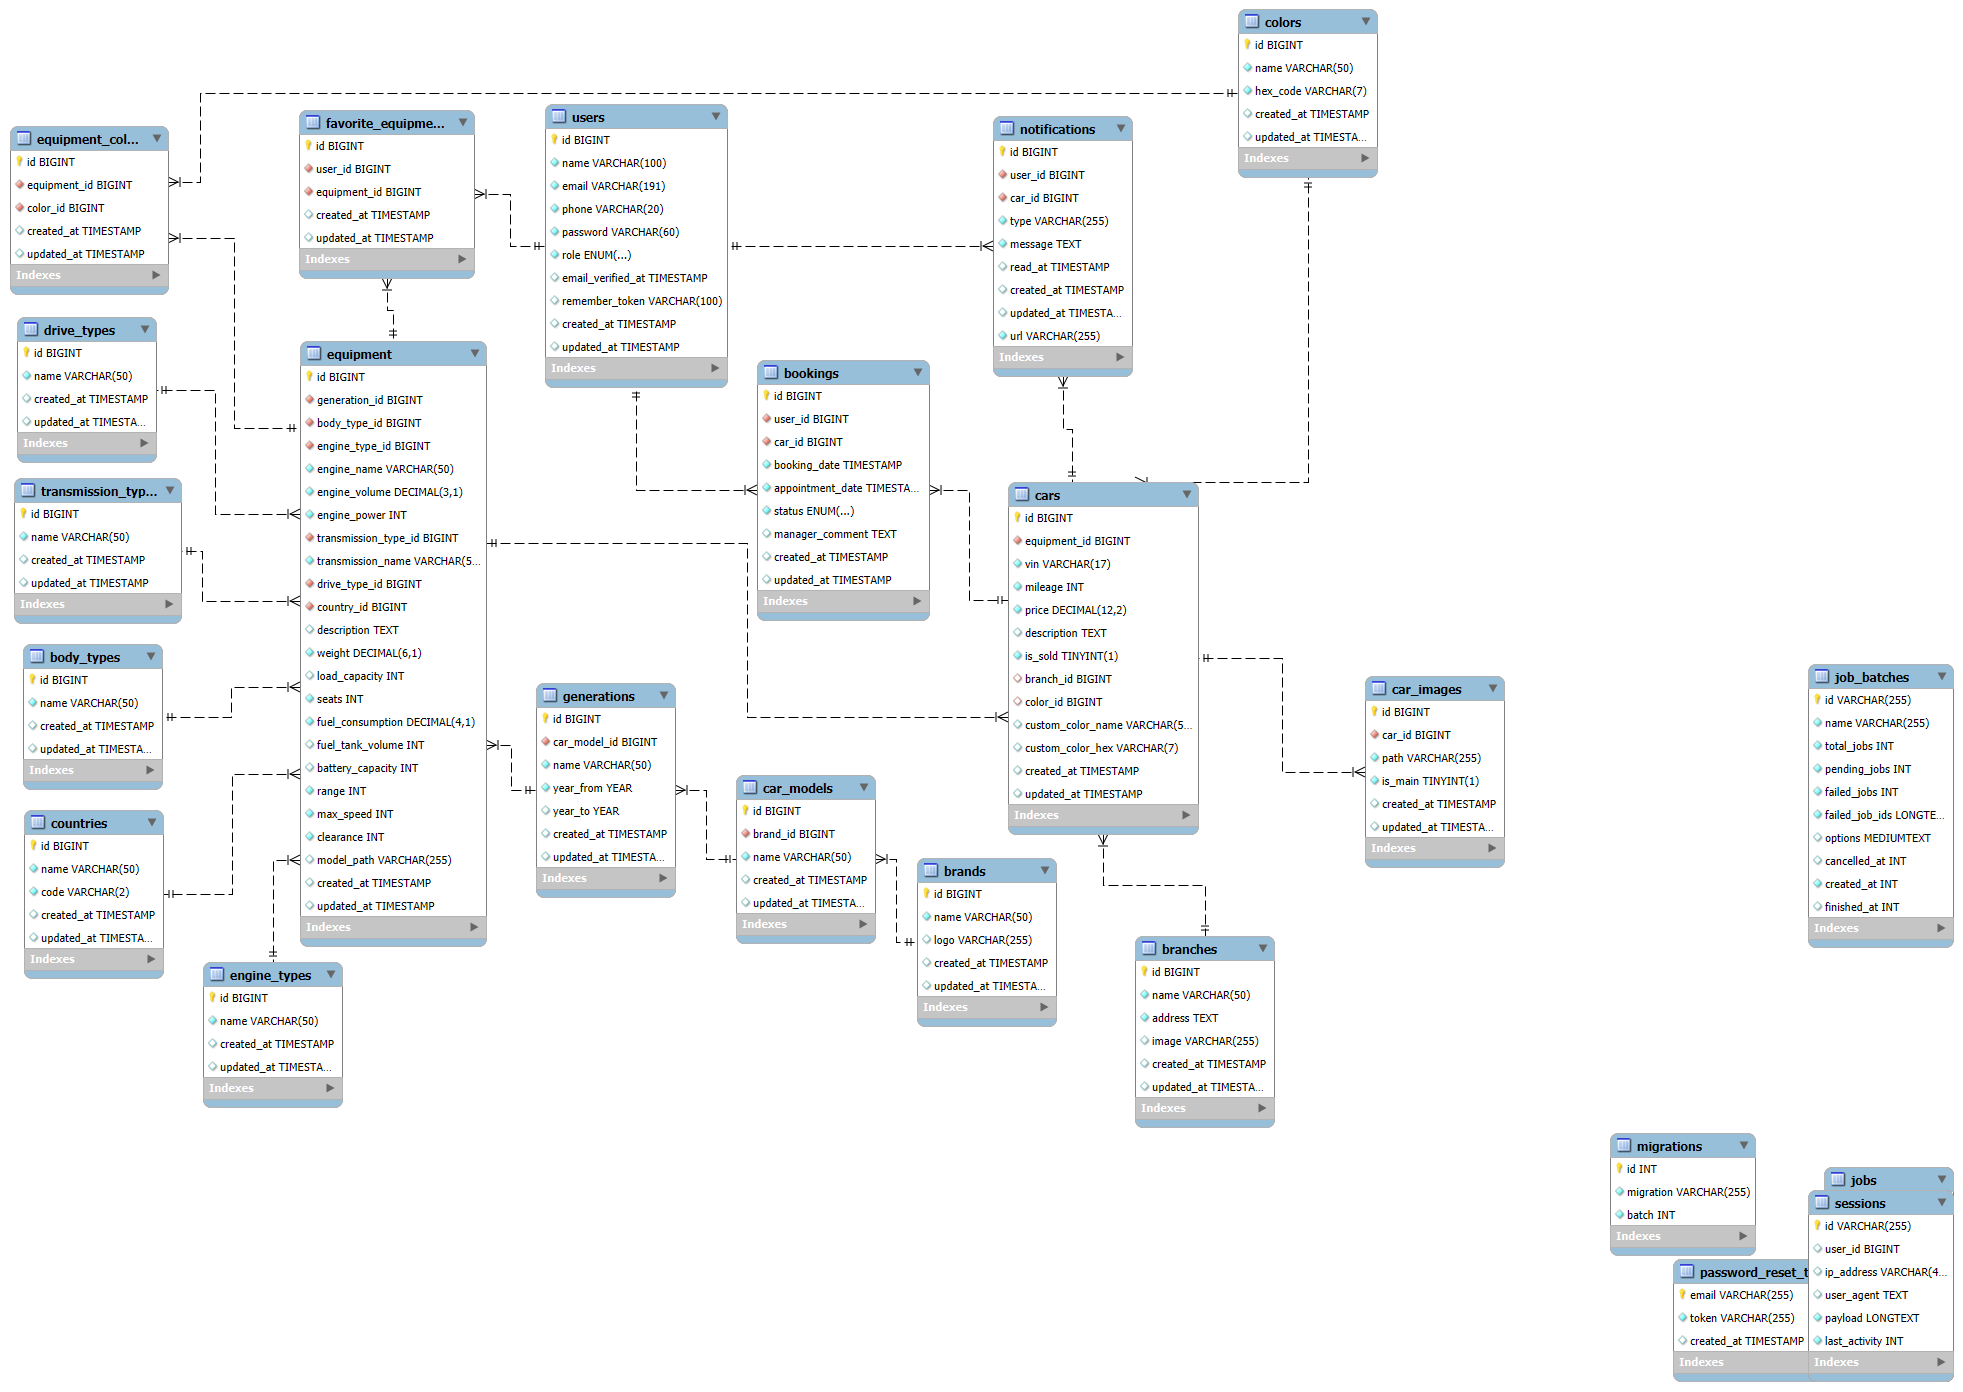 colors
id BIGINT
name VARCHAR(50)
hex_code VARCHAR(7)
created_at TIMESTAMP
updated_at TIMESTA...
Indexes
equipment_col...
id BIGINT
equipment_id BIGINT
color_id BIGINT
created_at TIMESTAMP
updated_at TIMESTAMP
Indexes
favorite_equipme...
id BIGINT
user_id BIGINT
equipment_id BIGINT
created_at TIMESTAMP
updated_at TIMESTAMP
Indexes
users
id BIGINT
name VARCHAR(100)
email VARCHAR(191)
phone VARCHAR(20)
password VARCHAR(60)
role ENUM(...)
email_verified_at TIMESTAMP
remember_token VARCHAR(100)
created_at TIMESTAMP
updated_at TIMESTAMP
Indexes
notifications
id BIGINT
user_id BIGINT
car_id BIGINT
type VARCHAR(255)
message TEXT
read_at TIMESTAMP
created_at TIMESTAMP
updated_at TIMESTA...
url VARCHAR(255)
Indexes
drive_types
id BIGINT
name VARCHAR(50)
created_at TIMESTAMP
updated_at TIMESTA...
Indexes
transmission_typ...
id BIGINT
name VARCHAR(50)
created_at TIMESTAMP
updated_at TIMESTAMP
Indexes
body_types
id BIGINT
name VARCHAR(50)
created_at TIMESTAMP
updated_at TIMESTA...
Indexes
countries
id BIGINT
name VARCHAR(50)
code VARCHAR(2)
created_at TIMESTAMP
updated_at TIMESTA...
Indexes
engine_types
id BIGINT
name VARCHAR(50)
created_at TIMESTAMP
updated_at TIMESTA...
Indexes
equipment
id BIGINT
generation_id BIGINT
body_type_id BIGINT
engine_type_id BIGINT
engine_name VARCHAR(50)
engine_volume DECIMAL(3,1)
engine_power INT
transmission_type_id BIGINT
transmission_name VARCHAR(5...
drive_type_id BIGINT
country_id BIGINT
description TEXT
weight DECIMAL(6,1)
load_capacity INT
seats INT
fuel_consumption DECIMAL(4,1)
fuel_tank_volume INT
battery_capacity INT
range INT
max_speed INT
clearance INT
model_path VARCHAR(255)
created_at TIMESTAMP
updated_at TIMESTAMP
Indexes
bookings
id BIGINT
user_id BIGINT
car_id BIGINT
booking_date TIMESTAMP
appointment_date TIMESTA...
status ENUM(...)
manager_comment TEXT
created_at TIMESTAMP
updated_at TIMESTAMP
Indexes
cars
id BIGINT
equipment_id BIGINT
vin VARCHAR(17)
mileage INT
price DECIMAL(12,2)
description TEXT
is_sold TINYINT(1)
branch_id BIGINT
color_id BIGINT
custom_color_name VARCHAR(5...
custom_color_hex VARCHAR(7)
created_at TIMESTAMP
updated_at TIMESTAMP
Indexes
generations
id BIGINT
car_model_id BIGINT
name VARCHAR(50)
year_from YEAR
year_to YEAR
created_at TIMESTAMP
updated_at TIMESTA...
Indexes
car_models
id BIGINT
brand_id BIGINT
name VARCHAR(50)
created_at TIMESTAMP
updated_at TIMESTA...
Indexes
brands
id BIGINT
name VARCHAR(50)
logo VARCHAR(255)
created_at TIMESTAMP
updated_at TIMESTA...
Indexes
branches
id BIGINT
name VARCHAR(50)
address TEXT
image VARCHAR(255)
created_at TIMESTAMP
updated_at TIMESTA...
Indexes
car_images
id BIGINT
car_id BIGINT
path VARCHAR(255)
is_main TINYINT(1)
created_at TIMESTAMP
updated_at TIMESTA...
Indexes
job_batches
id VARCHAR(255)
name VARCHAR(255)
total_jobs INT
pending_jobs INT
failed_jobs INT
failed_job_ids LONGTE...
options MEDIUMTEXT
cancelled_at INT
created_at INT
finished_at INT
Indexes
migrations
id INT
migration VARCHAR(255)
batch INT
Indexes
password_reset_t
email VARCHAR(255)
token VARCHAR(255)
created_at TIMESTAMP
Indexes
jobs
sessions
id VARCHAR(255)
user_id BIGINT
ip_address VARCHAR(4...
user_agent TEXT
payload LONGTEXT
last_activity INT
Indexes